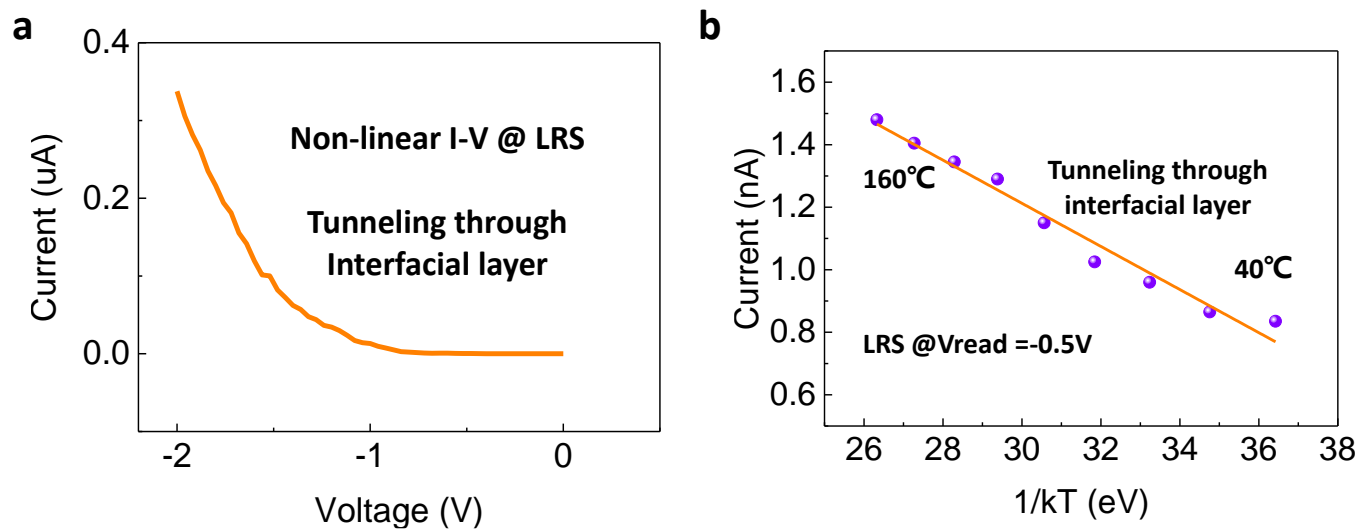 a
0.4
0.2
0.0
Current (uA)
Non-linear I-V @ LRS
Tunneling through
Interfacial layer
-2
-1
0
Voltage (V)
b
1.6
1.4
1.2
1.0
0.8
0.6
Current (nA)
160℃
Tunneling through
interfacial layer
40℃
LRS @Vread =-0.5V
26
28
30
32
34
36
38
1/kT (eV)